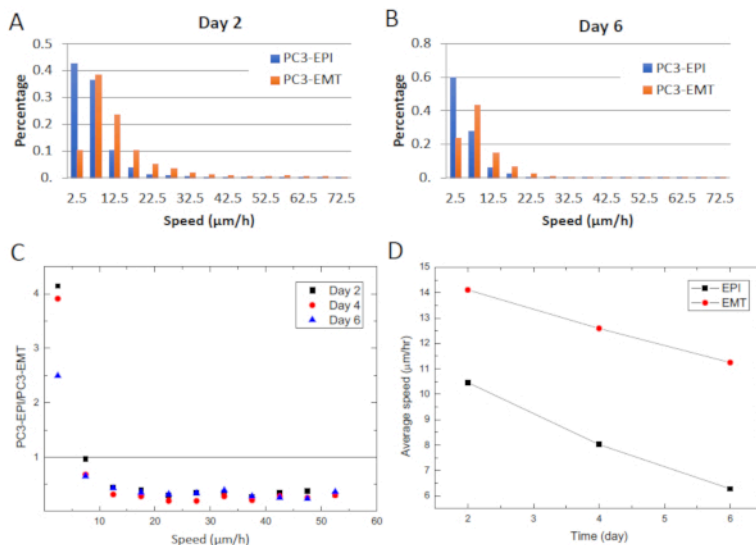 A
Day 2
0.5
0.4
0.3
0.2
0.1
0.
Percentage
PC3-EPI
PC3-EMT
2.5 12.5 22.5 32.5 42.5 52.5 62.5 72.5
Speed (μm/h)
B
Day 6
0.8
0.6
0.4
0.2
0.
Percentage
PC3-EPI
PC3-EMT
2.5 12.5 22.5 32.5 42.5 52.5 62.5 72.5
Speed (μm/h)
C
4
3
2
1
PC3-EPI/PC3-EMT
Day 2
Day 4
Day 6
10 20 30 40 50 60
Speed (μm/h)
D
15
14
13
12
11
10
9
8
7
6
Average speed (μm/hr)
EPI
EMT
2 3 4 5 6
Time (day)